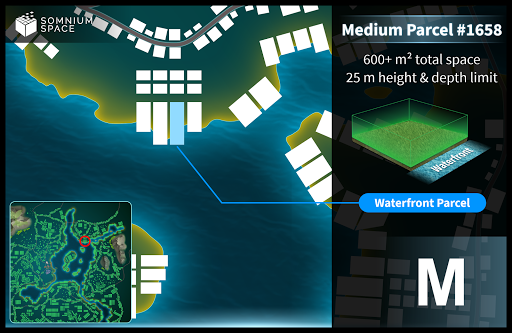 SOMNIUM
SPACE
Medium Parcel #1658
600+ m² total space
25 m height & depth limit
Waterfront
Waterfront Parcel
M